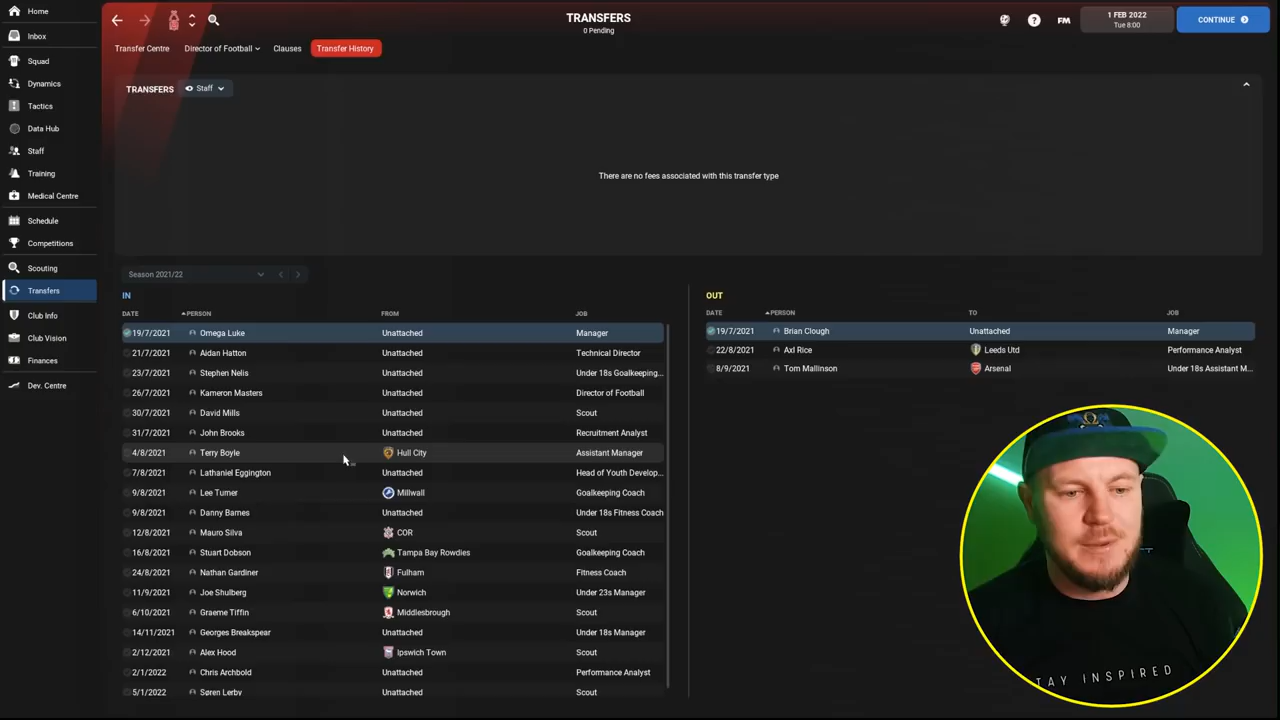 Home
Inbox
Squad
Dynamics
Tactics
Data Hub
Staff
Training
Medical Centre
Schedule
Competitions
Scouting
Transfers
Club Info
Club Vision
Finances
Dev. Centre
TRANSFERS
0 Pending
FM
1 FEB 2022
Tue 8:00
CONTINUE
Transfer Centre Director of Football Clauses Transfer History
TRANSFERS Staff
There are no fees associated with this transfer type
Season 2021/22
IN
DATE PERSON FROM JOB
19/7/2021 Omega Luke Unattached Manager
21/7/2021 Aidan Hatton Unattached Technical Director
23/7/2021 Stephen Nelis Unattached Under 18s Goalkeeping...
26/7/2021 Kameron Masters Unattached Director of Football
30/7/2021 David Mills Unattached Scout
31/7/2021 John Brooks Unattached Recruitment Analyst
4/8/2021 Terry Boyle Hull City Assistant Manager
7/8/2021 Lathaniel Eggington Unattached Head of Youth Develop...
9/8/2021 Lee Turner Millwall Goalkeeping Coach
9/8/2021 Danny Barnes Unattached Under 18s Fitness Coach
12/8/2021 Mauro Silva COR Scout
16/8/2021 Stuart Dobson Tampa Bay Rowdies Goalkeeping Coach
24/8/2021 Nathan Gardiner Fulham Fitness Coach
11/9/2021 Joe Shulberg Norwich Under 23s Manager
6/10/2021 Graeme Tiffin Middlesbrough Scout
14/11/2021 Georges Breakspear Unattached Under 18s Manager
2/12/2021 Alex Hood Ipswich Town Scout
2/1/2022 Chris Archbold Unattached Performance Analyst
5/1/2022 Søren Lerby Unattached Scout
OUT
DATE PERSON TO JOB
19/7/2021 Brian Clough Unattached Manager
22/8/2021 Axl Rice Leeds Utd Performance Analyst
8/9/2021 Tom Mallinson Arsenal Under 18s Assistant M...
TAY INSPIRED